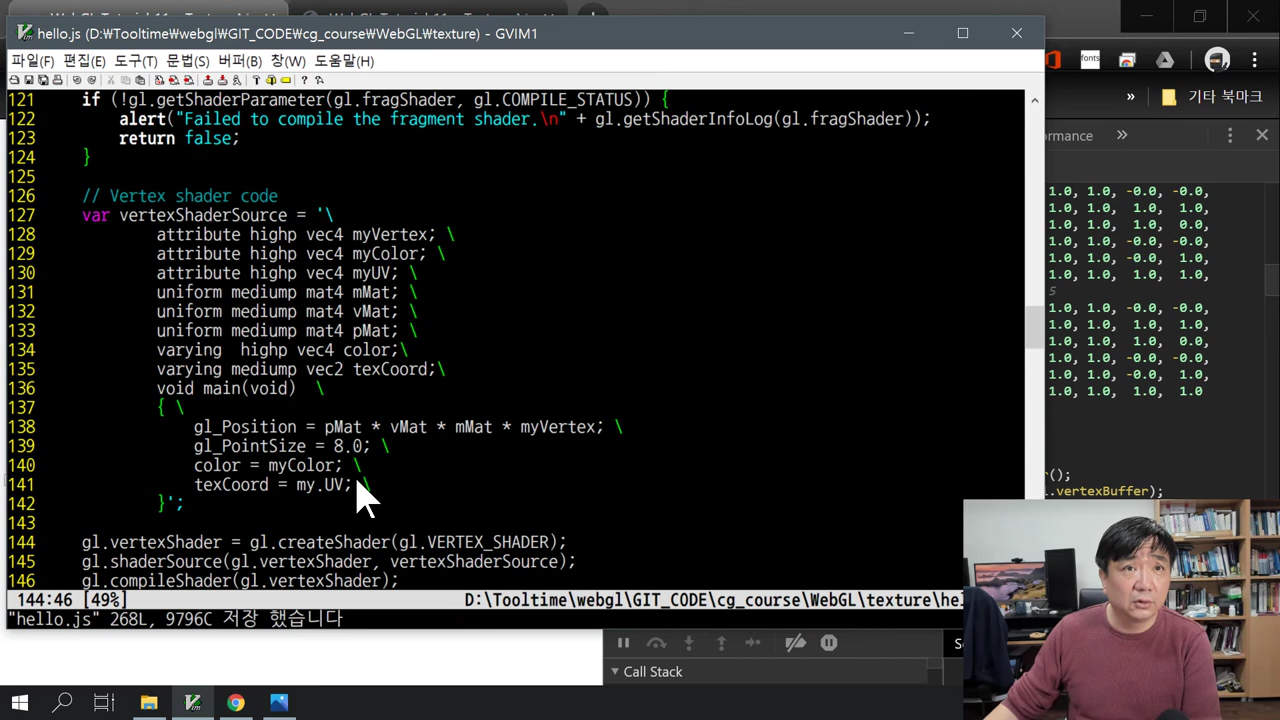 hello.js (D:₩Tooltime₩webgl₩GIT_CODE₩cg_course₩WebGL₩texture) - GVIM1
파일(F) 편집(E) 도구(T) 문법(S) 버퍼(B) 창(W) 도움말(H)
121 if (!gl.getShaderParameter(gl.fragShader, gl.COMPILE_STATUS)) {
122 alert("Failed to compile the fragment shader.\n" + gl.getShaderInfoLog(gl.fragShader));
123 return false;
124 }
125
126 // Vertex shader code
127 var vertexShaderSource = '\
128 attribute highp vec4 myVertex; \
129 attribute highp vec4 myColor; \
130 attribute highp vec4 myUV; \
131 uniform mediump mat4 mMat; \
132 uniform mediump mat4 vMat; \
133 uniform mediump mat4 pMat; \
134 varying  highp vec4 color;\
135 varying mediump vec2 texCoord;\
136 void main(void)  \
137 { \
138 gl_Position = pMat * vMat * mMat * myVertex; \
139 gl_PointSize = 8.0; \
140 color = myColor; \
141 texCoord = my.UV; \
142 }';
143
144 gl.vertexShader = gl.createShader(gl.VERTEX_SHADER);
145 gl.shaderSource(gl.vertexShader, vertexShaderSource);
146 gl.compileShader(gl.vertexShader);
144:46 [49%] D:\Tooltime\webgl\GIT_CODE\cg_course\WebGL\texture\hel
"hello.js" 268L, 9796C 저장 했습니다
fonts
» 기타 북마크
rmance »
1.0, 1.0, -0.0, -0.0,
1.0, 1.0, 1.0, 1.0,
1.0, 1.0, 1.0, 0.0,
1.0, 1.0, -0.0, -0.0,
1.0, 1.0, 1.0, 1.0,
5
1.0, 1.0, 1.0, 0.0,
1.0, 1.0, 1.0, 1.0,
1.0, 1.0, 1.0, 0.0,
1.0, 1.0, -0.0, -0.0,
-1.0, 1.0, 1.0, 1.0,
1.0, 1.0, 1.0, 1.0
();
.vertexBuffer);
Call Stack